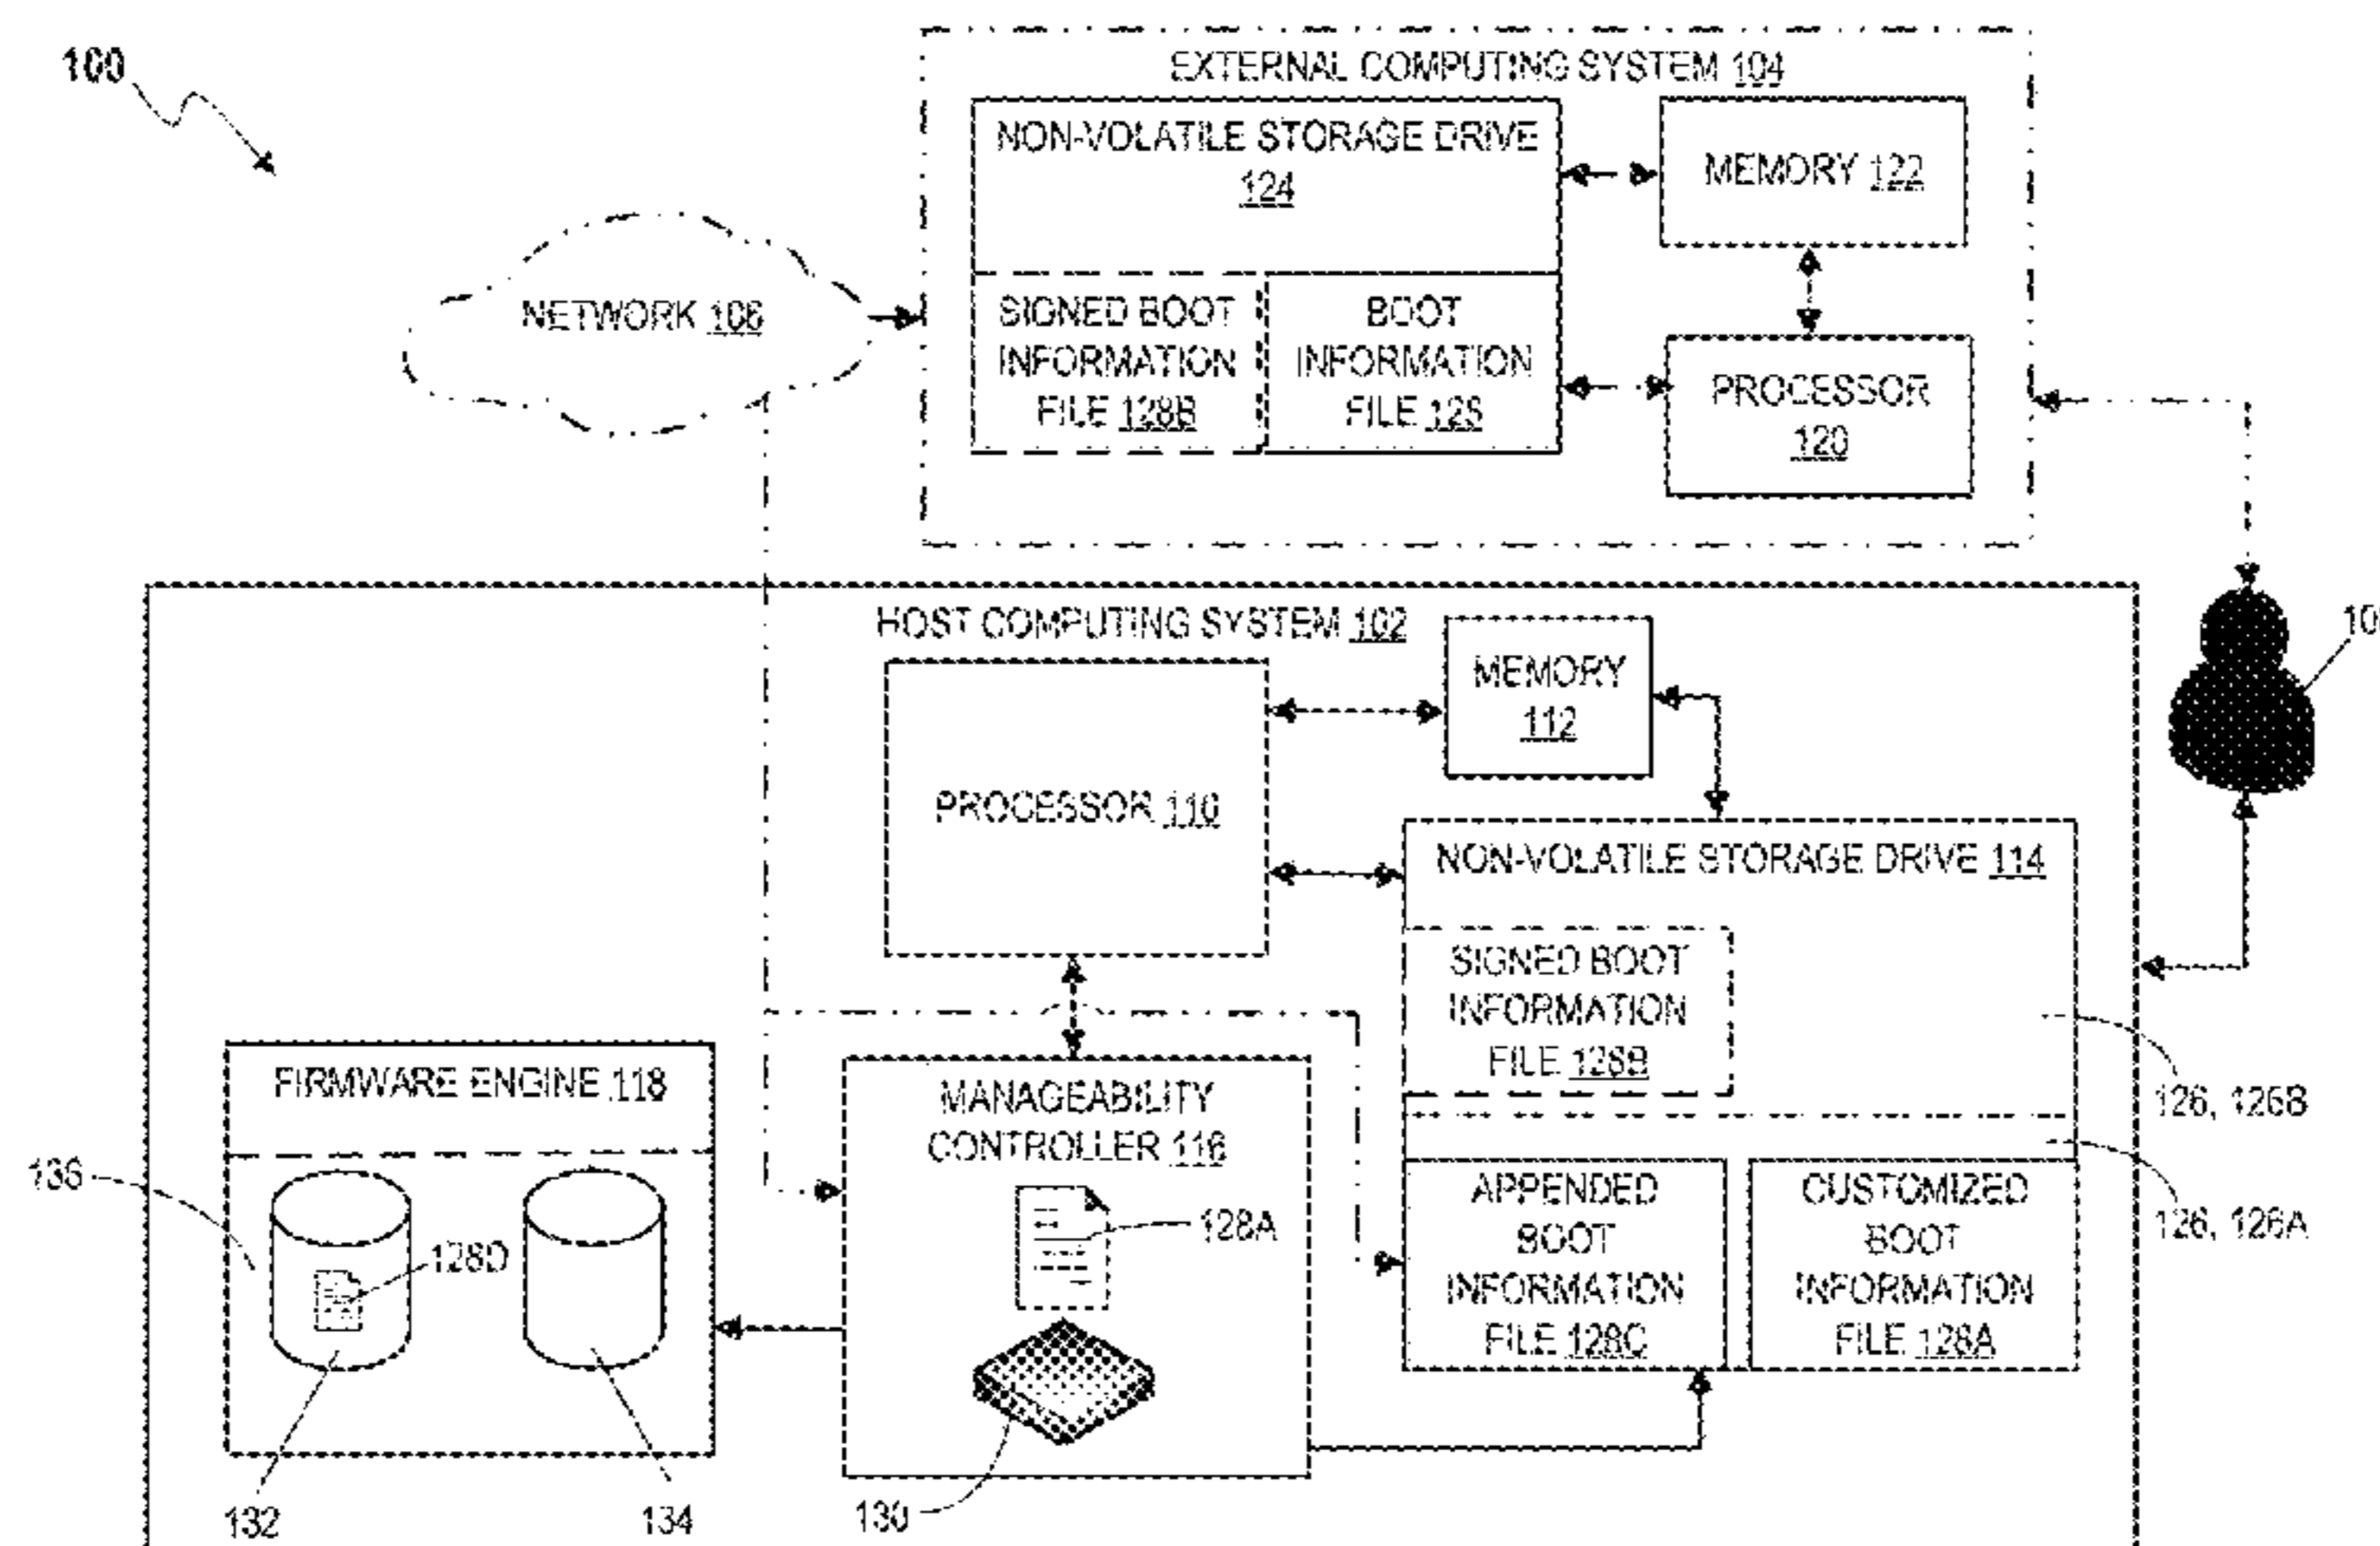 100
EXTERNAL COMPUTING SYSTEM 104
NON-VOLATILE STORAGE DRIVE
124
MEMORY 122
NETWORK 106
SIGNED BOOT
INFORMATION
FILE 128B
BOOT
INFORMATION
FILE 128
PROCESSOR
120
HOST COMPUTING SYSTEM 102
MEMORY
112
PROCESSOR 110
NON-VOLATILE STORAGE DRIVE 114
SIGNED BOOT
INFORMATION
FILE 128B
FIRMWARE ENGINE 118
MANAGEABILITY
CONTROLLER 116
126, 126B
136
128D
128A
APPENDED
BOOT
INFORMATION
FILE 128C
CUSTOMIZED
BOOT
INFORMATION
FILE 128A
126, 126A
132
134
130